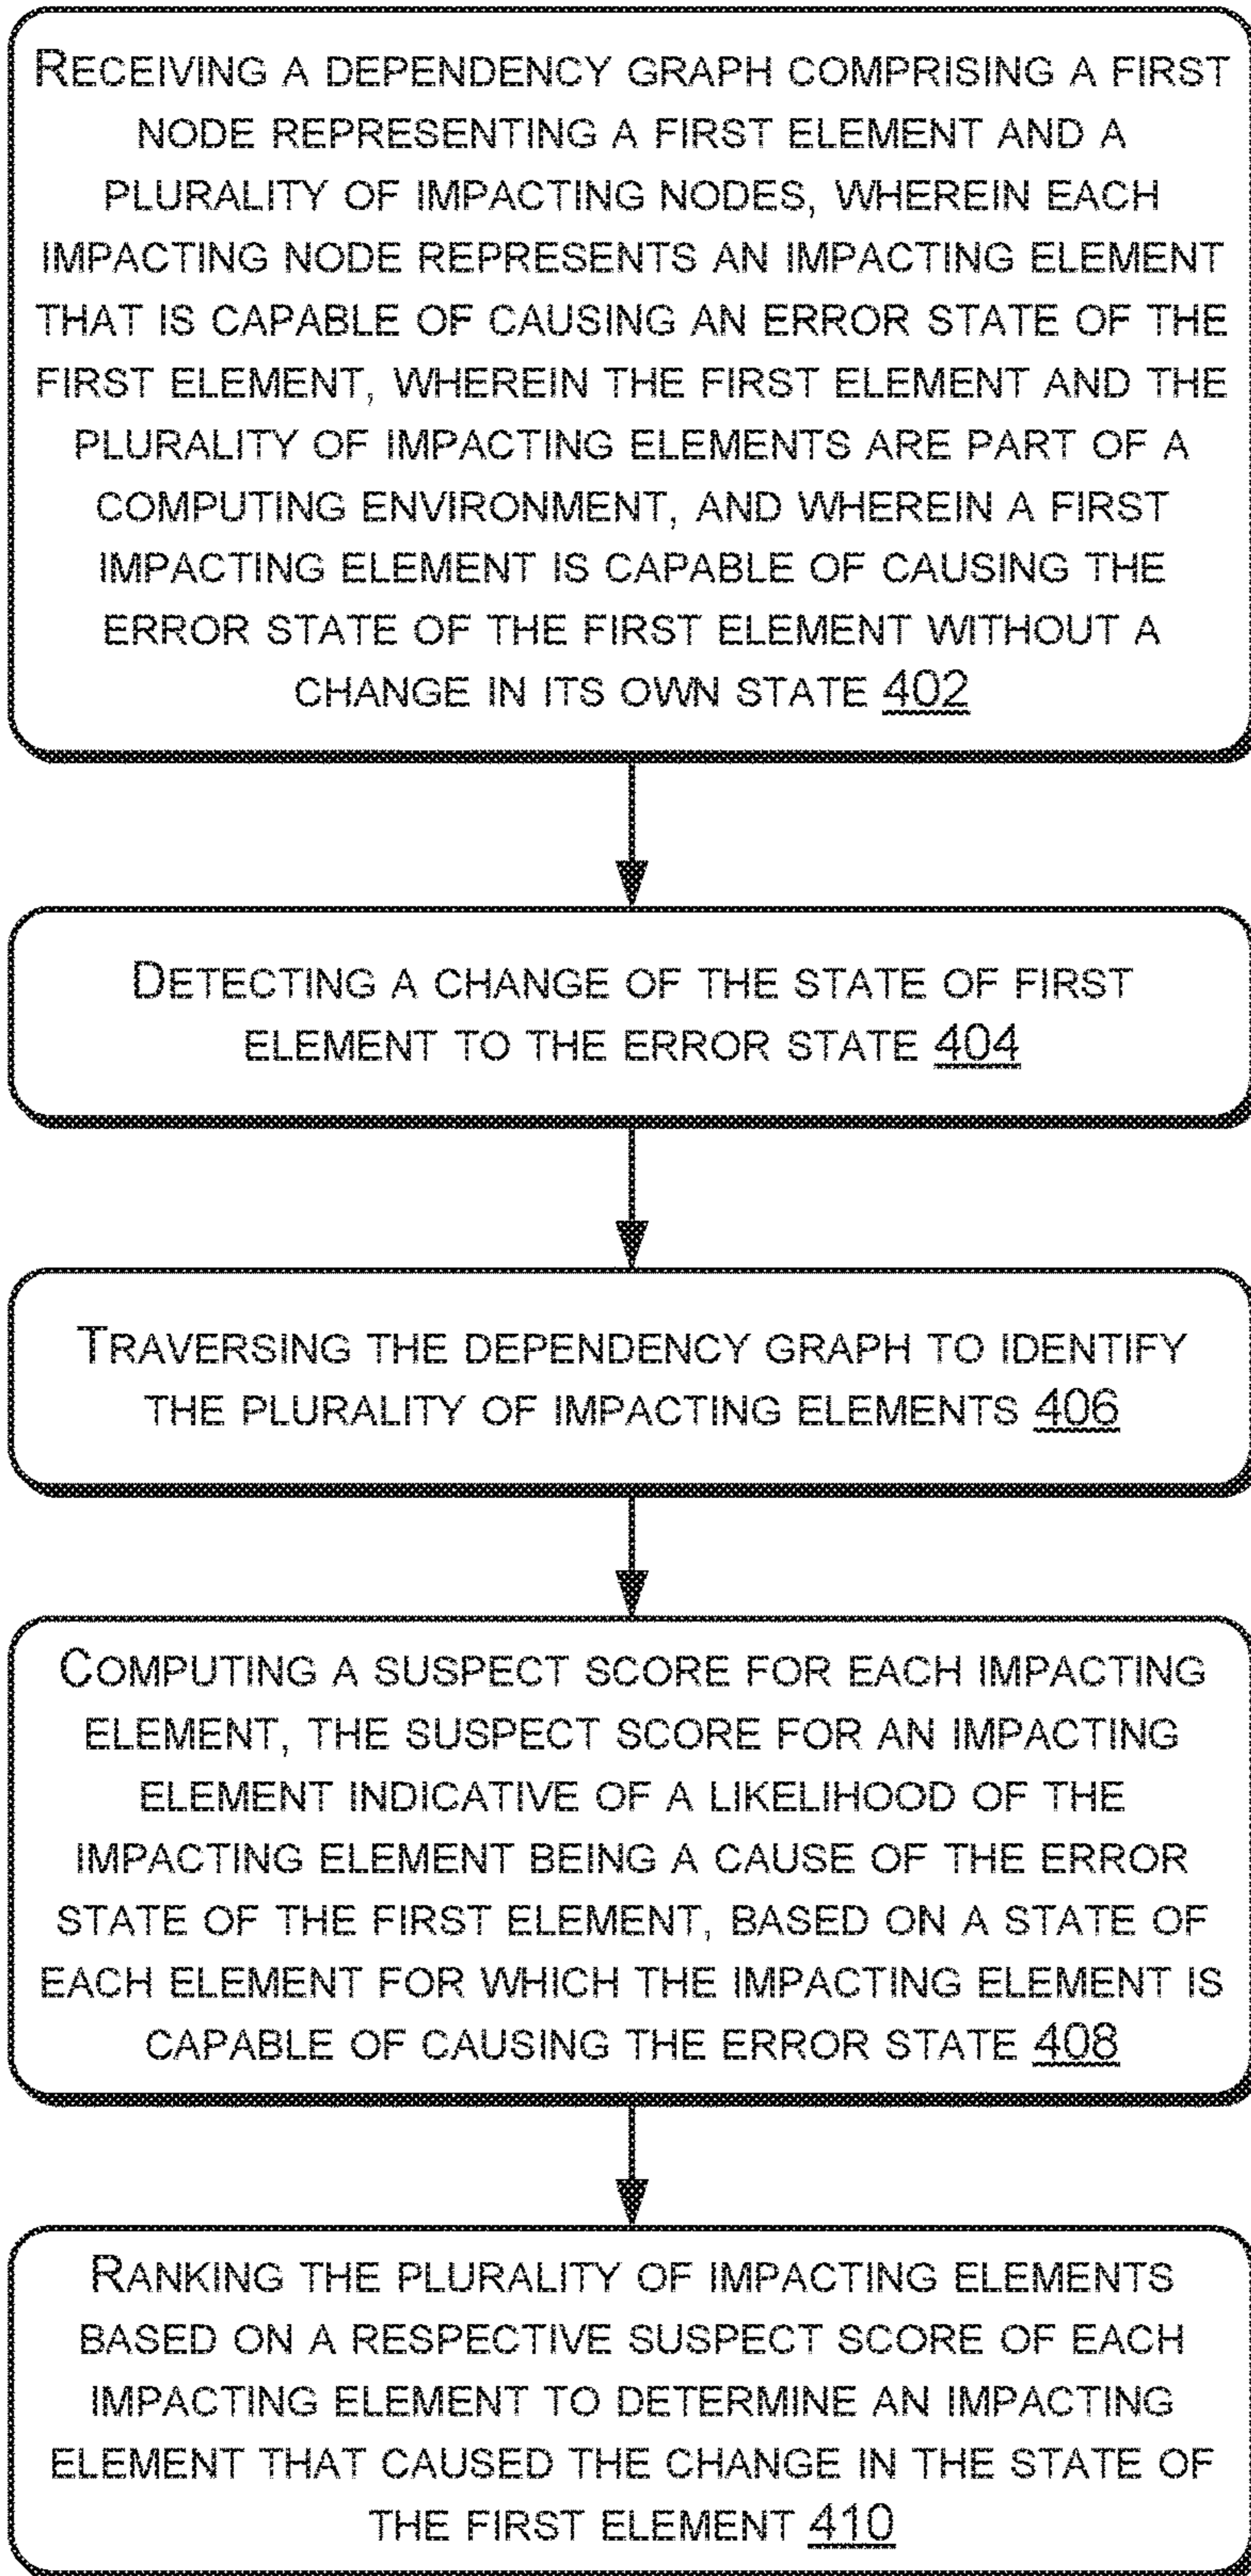 RECEIVING A DEPENDENCY GRAPH COMPRISING A FIRST
NODE REPRESENTING A FIRST ELEMENT AND A
PLURALITY OF IMPACTING NODES, WHEREIN EACH
IMPACTING NODE REPRESENTS AN IMPACTING ELEMENT
THAT IS CAPABLE OF CAUSING AN ERROR STATE OF THE
FIRST ELEMENT, WHEREIN THE FIRST ELEMENT AND THE
PLURALITY OF IMPACTING ELEMENTS ARE PART OF A
COMPUTING ENVIRONMENT, AND WHEREIN A FIRST
IMPACTING ELEMENT IS CAPABLE OF CAUSING THE
ERROR STATE OF THE FIRST ELEMENT WITHOUT A
CHANGE IN ITS OWN STATE 402
DETECTING A CHANGE OF THE STATE OF FIRST
ELEMENT TO THE ERROR STATE 404
TRAVERSING THE DEPENDENCY GRAPH TO IDENTIFY
THE PLURALITY OF IMPACTING ELEMENTS 406
COMPUTING A SUSPECT SCORE FOR EACH IMPACTING
ELEMENT, THE SUSPECT SCORE FOR AN IMPACTING
ELEMENT INDICATIVE OF A LIKELIHOOD OF THE
IMPACTING ELEMENT BEING A CAUSE OF THE ERROR
STATE OF THE FIRST ELEMENT, BASED ON A STATE OF
EACH ELEMENT FOR WHICH THE IMPACTING ELEMENT IS
CAPABLE OF CAUSING THE ERROR STATE 408
RANKING THE PLURALITY OF IMPACTING ELEMENTS
BASED ON A RESPECTIVE SUSPECT SCORE OF EACH
IMPACTING ELEMENT TO DETERMINE AN IMPACTING
ELEMENT THAT CAUSED THE CHANGE IN THE STATE OF
THE FIRST ELEMENT 410